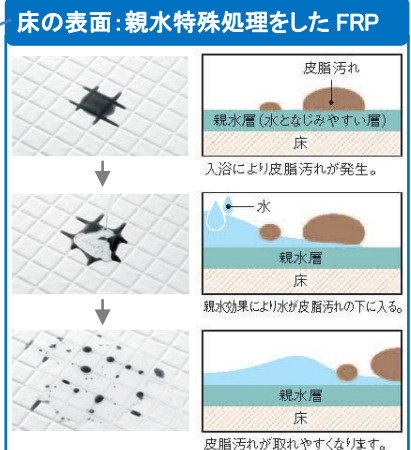 床の表面：親水特殊処理をしたFRP
皮脂汚れ
親水層（水となじみやすい層）
床
入浴により皮脂汚れが発生。
水
親水層
床
親水効果により水が皮脂汚れの下に入る。
親水層
床
皮脂汚れが取れやすくなります。